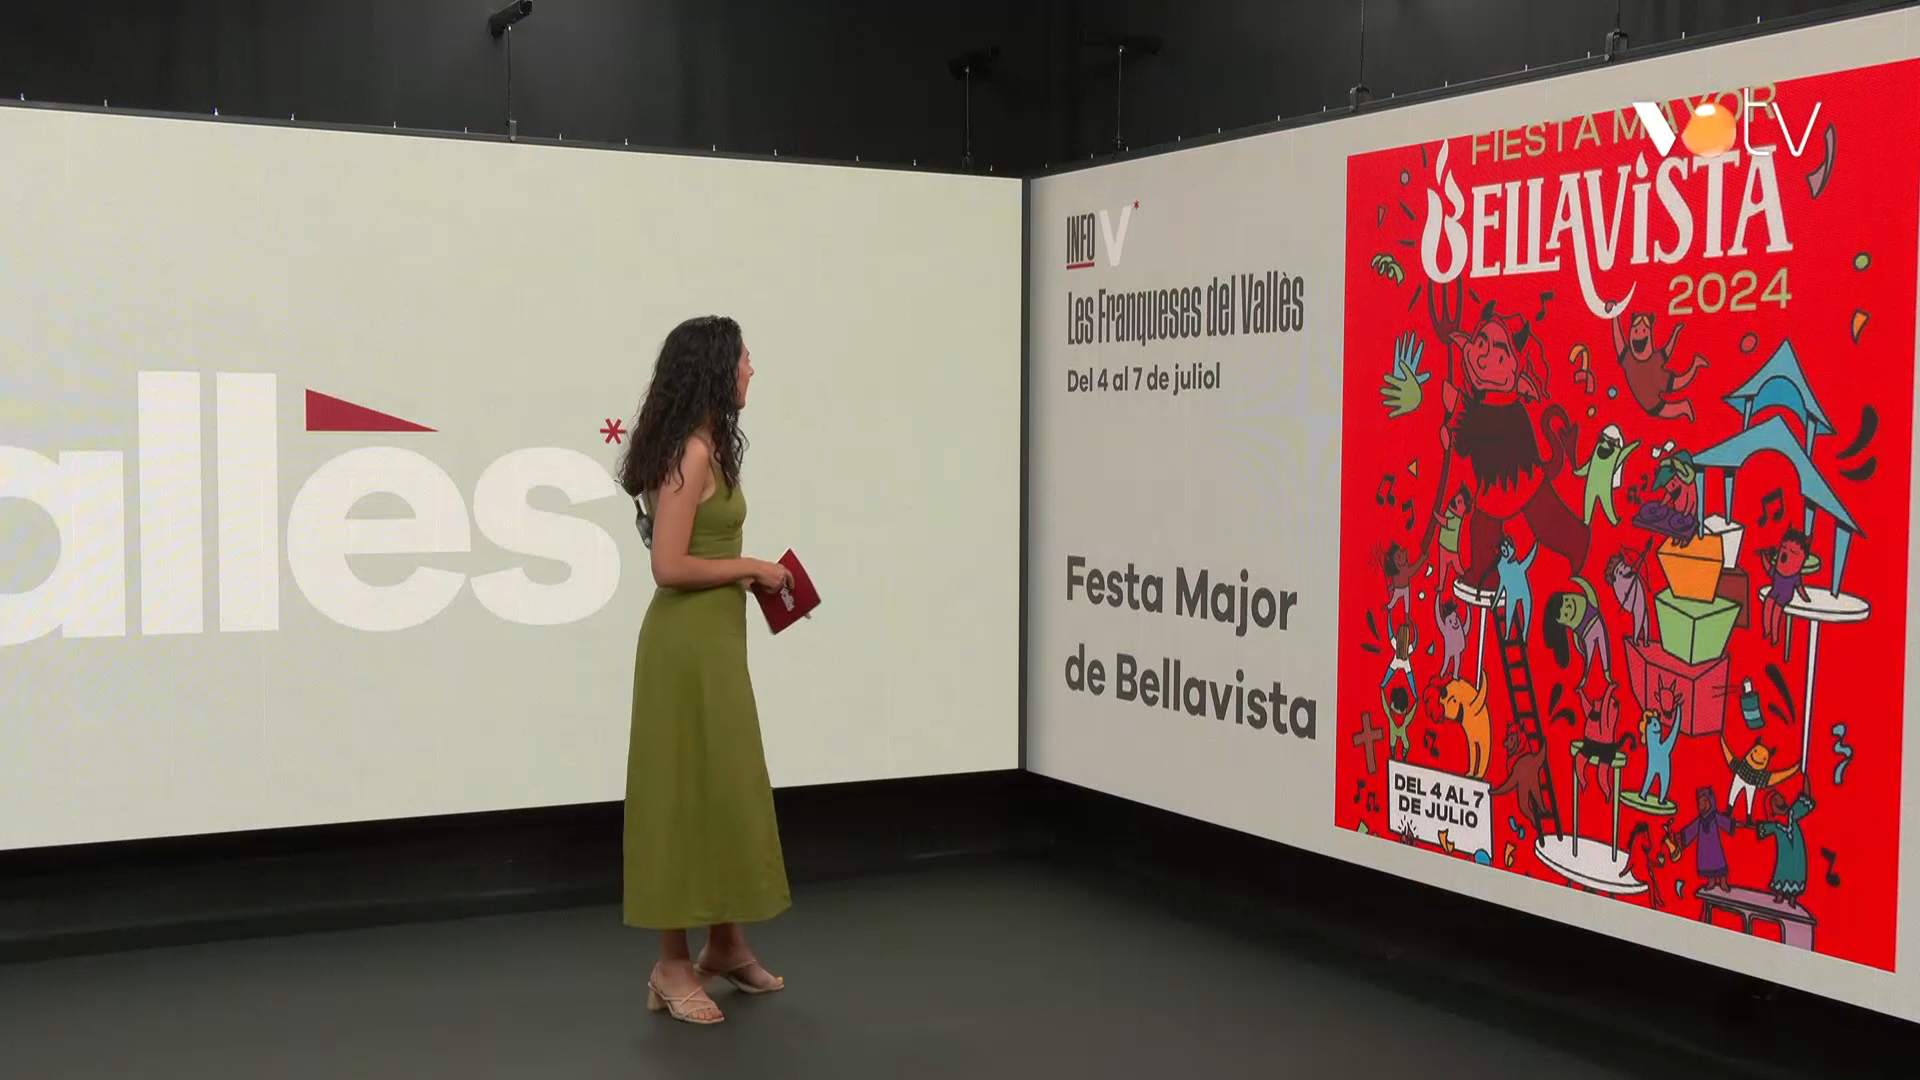 allès*
INFO V*
Les Franqueses del Vallès
Del 4 al 7 de juliol
Festa Major
de Bellavista
votv
FIESTA MAYOR
BELLAVISTA
2024
DEL 4 AL 7
DE JULIO